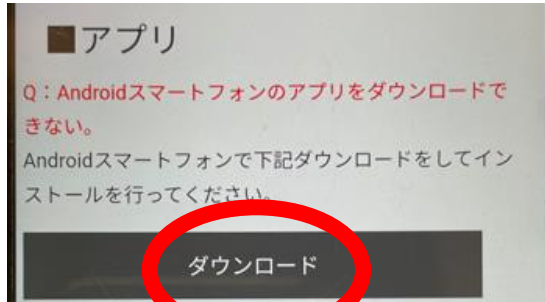 ■アプリ
Q：Androidスマートフォンのアプリをダウンロードで
きない。
Androidスマートフォンで下記ダウンロードをしてイン
ストールを行ってください。
ダウンロード